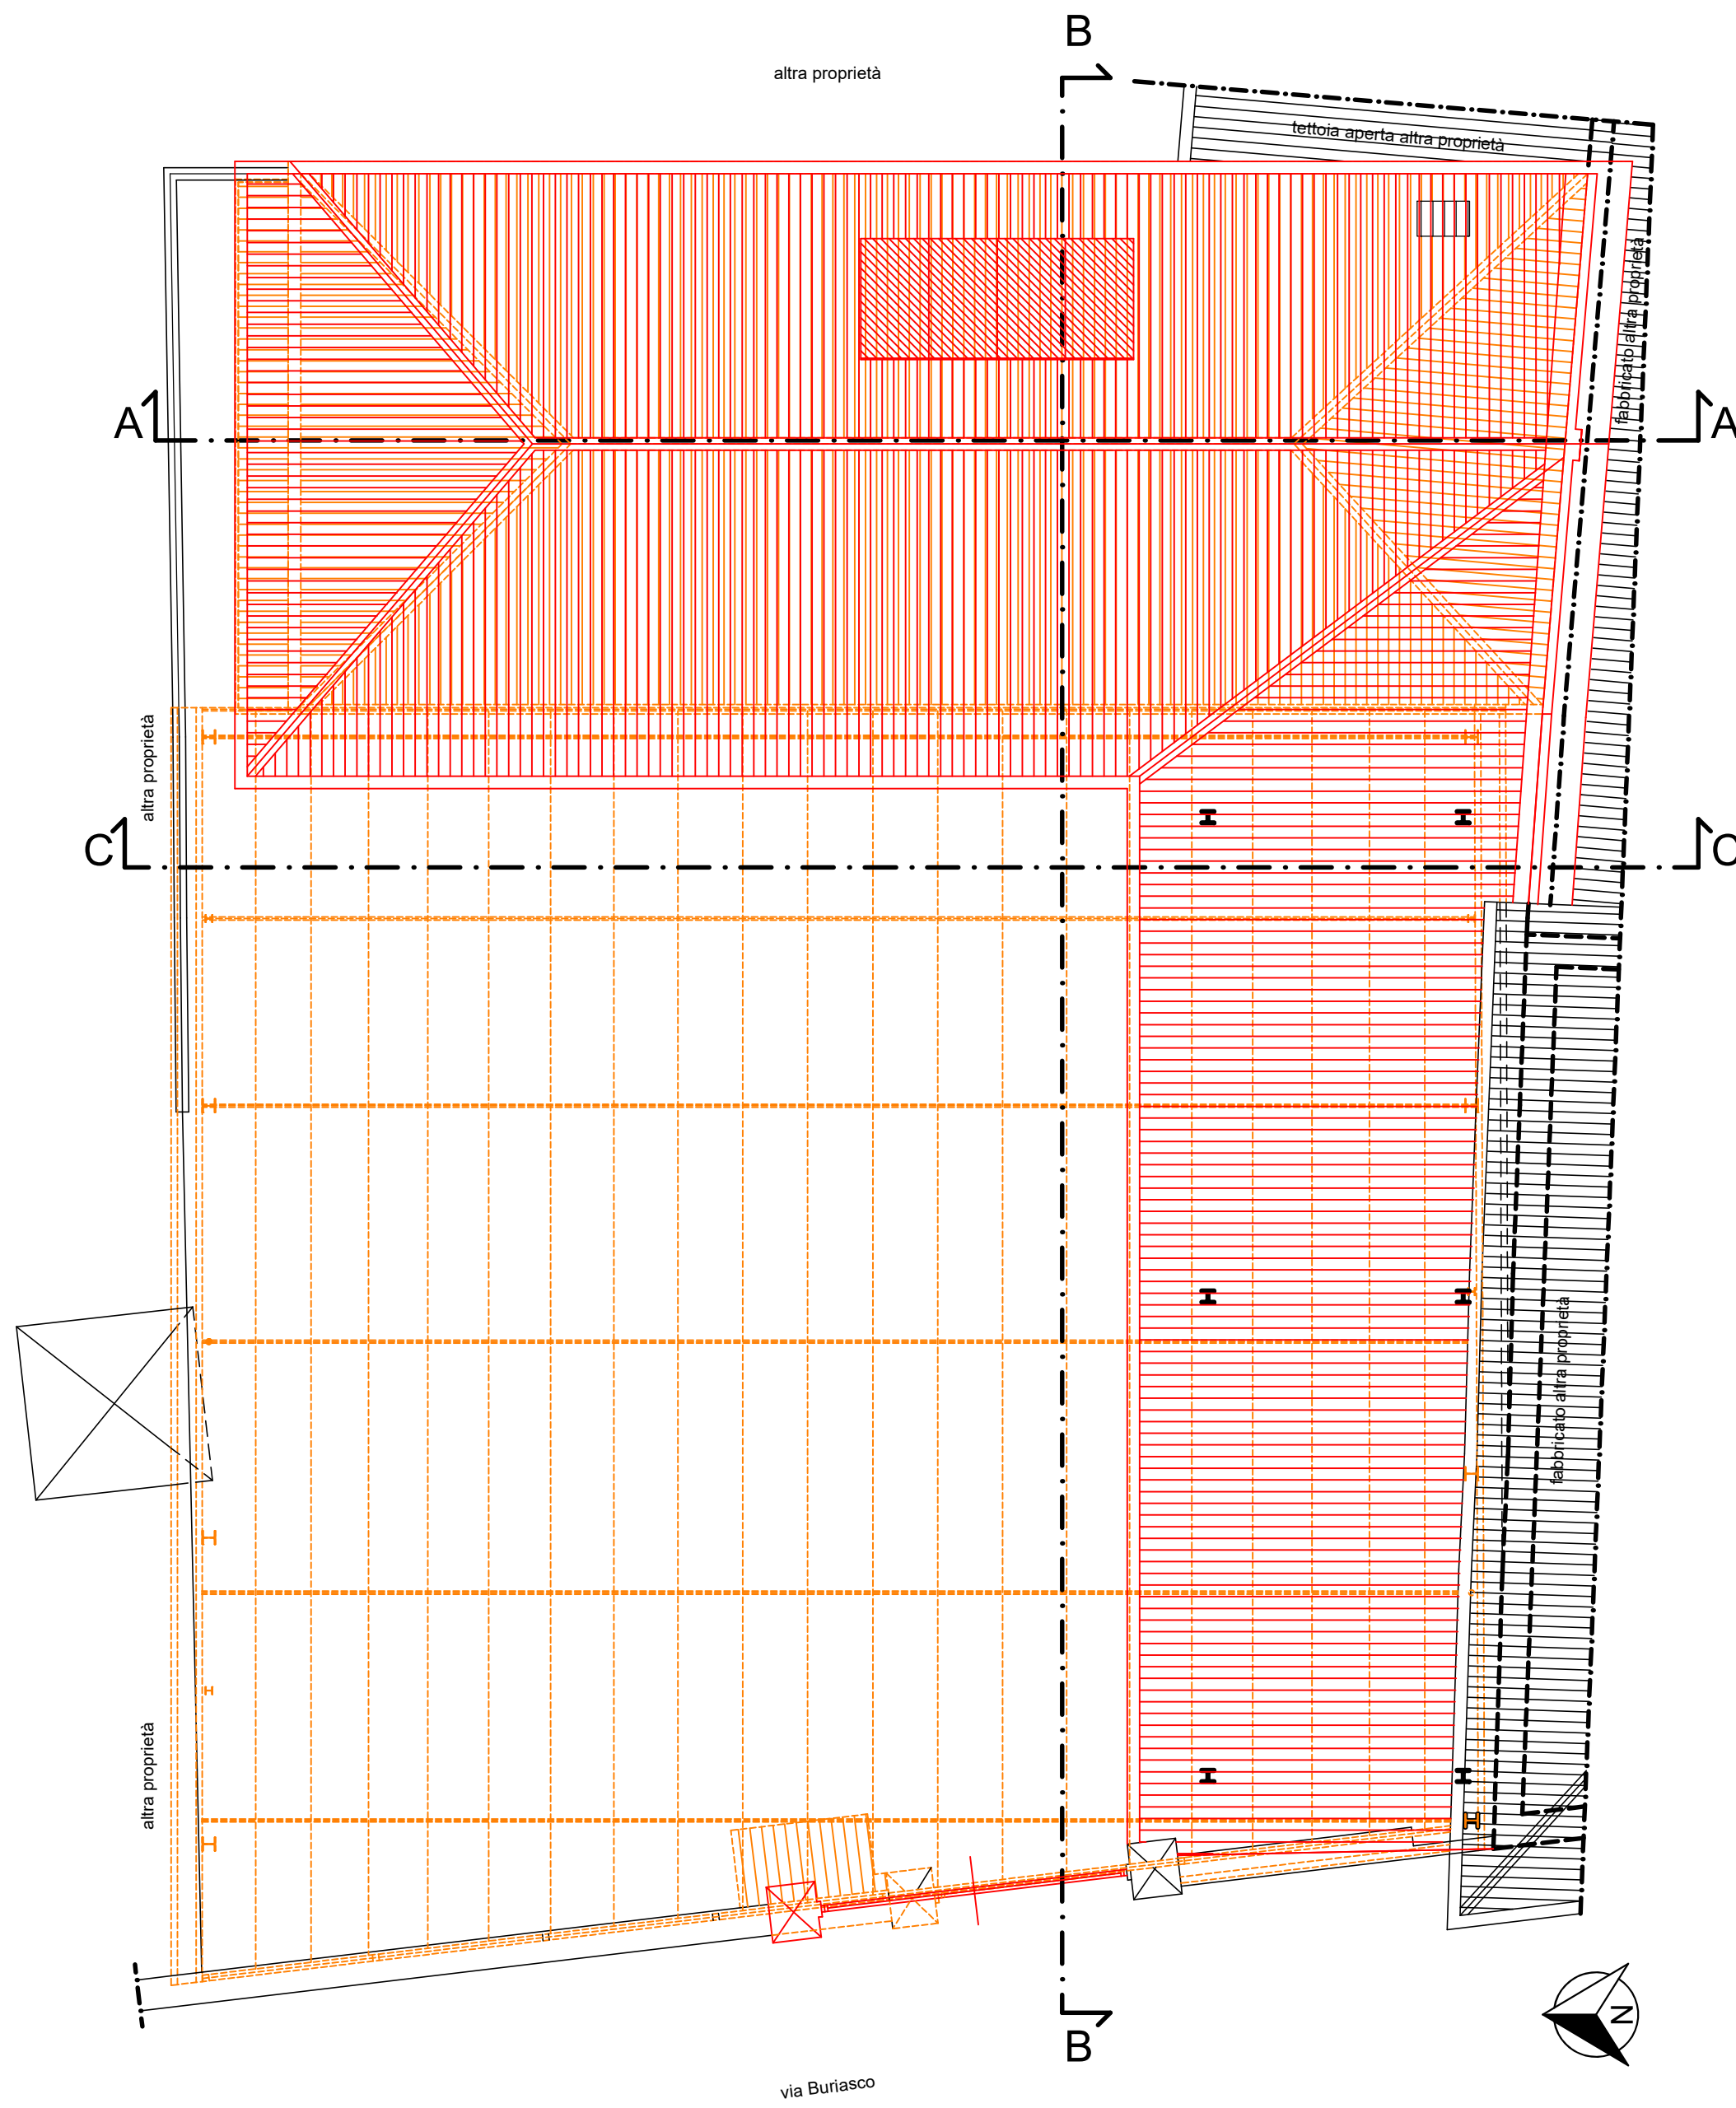 B
altra proprietà
tettoia aperta altra proprietà
fabbricato altra proprietà
A
A
altra proprietà
C
C
fabbricato altra proprietà
altra proprietà
N
B
via Buriasco